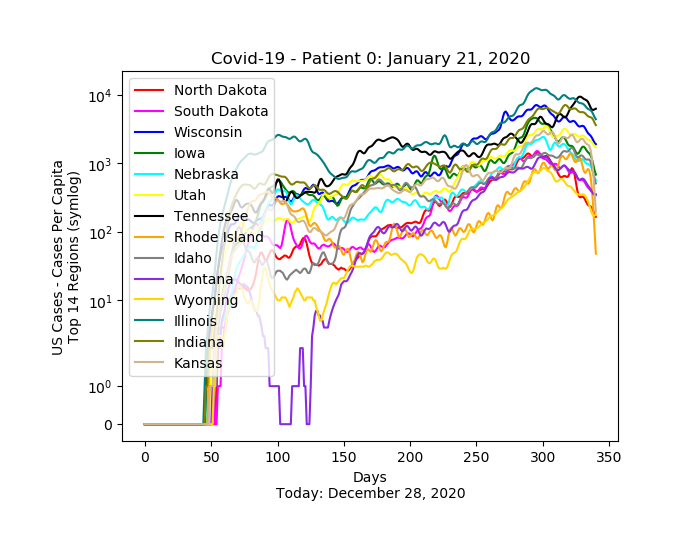 Covid-19 - Patient 0: January 21, 2020
US Cases - Cases Per Capita
Top 14 Regions (symlog)
10^4
10^3
10^2
10^1
10^0
0
North Dakota
South Dakota
Wisconsin
Iowa
Nebraska
Utah
Tennessee
Rhode Island
Idaho
Montana
Wyoming
Illinois
Indiana
Kansas
0 50 100 150 200 250 300 350
Days
Today: December 28, 2020